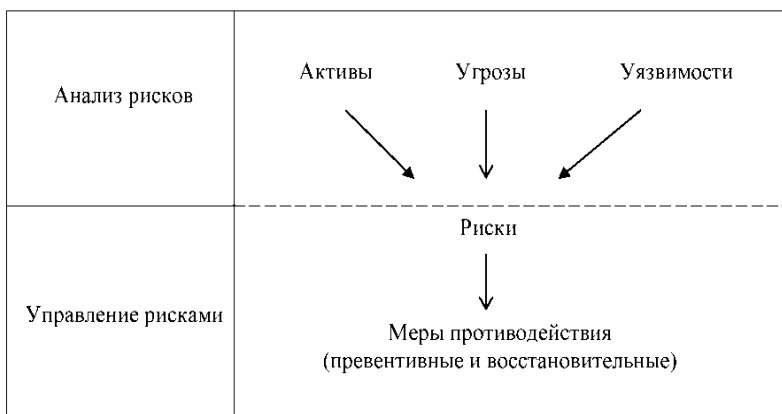 Анализ рисков
Активы
Угрозы
Уязвимости
Управление рисками
Риски
Меры противодействия
(превентивные и восстановительные)